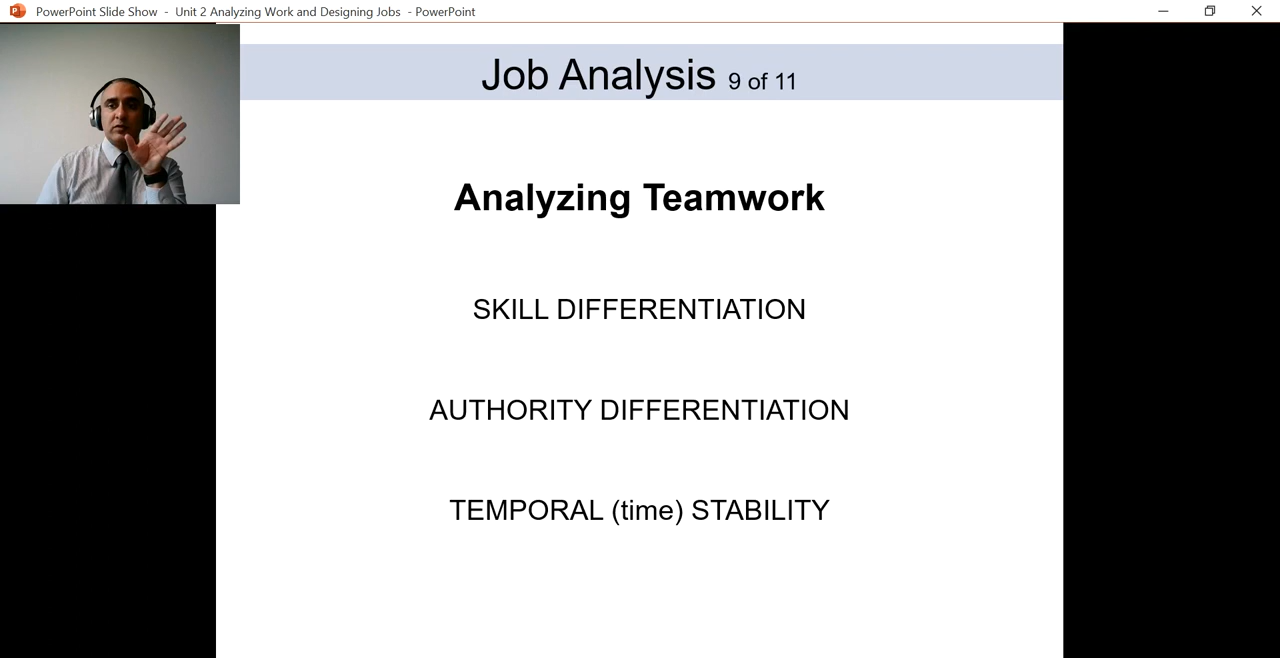 PowerPoint Slide Show - Unit 2 Analyzing Work and Designing Jobs - PowerPoint
Job Analysis 9 of 11
Analyzing Teamwork
SKILL DIFFERENTIATION
AUTHORITY DIFFERENTIATION
TEMPORAL (time) STABILITY